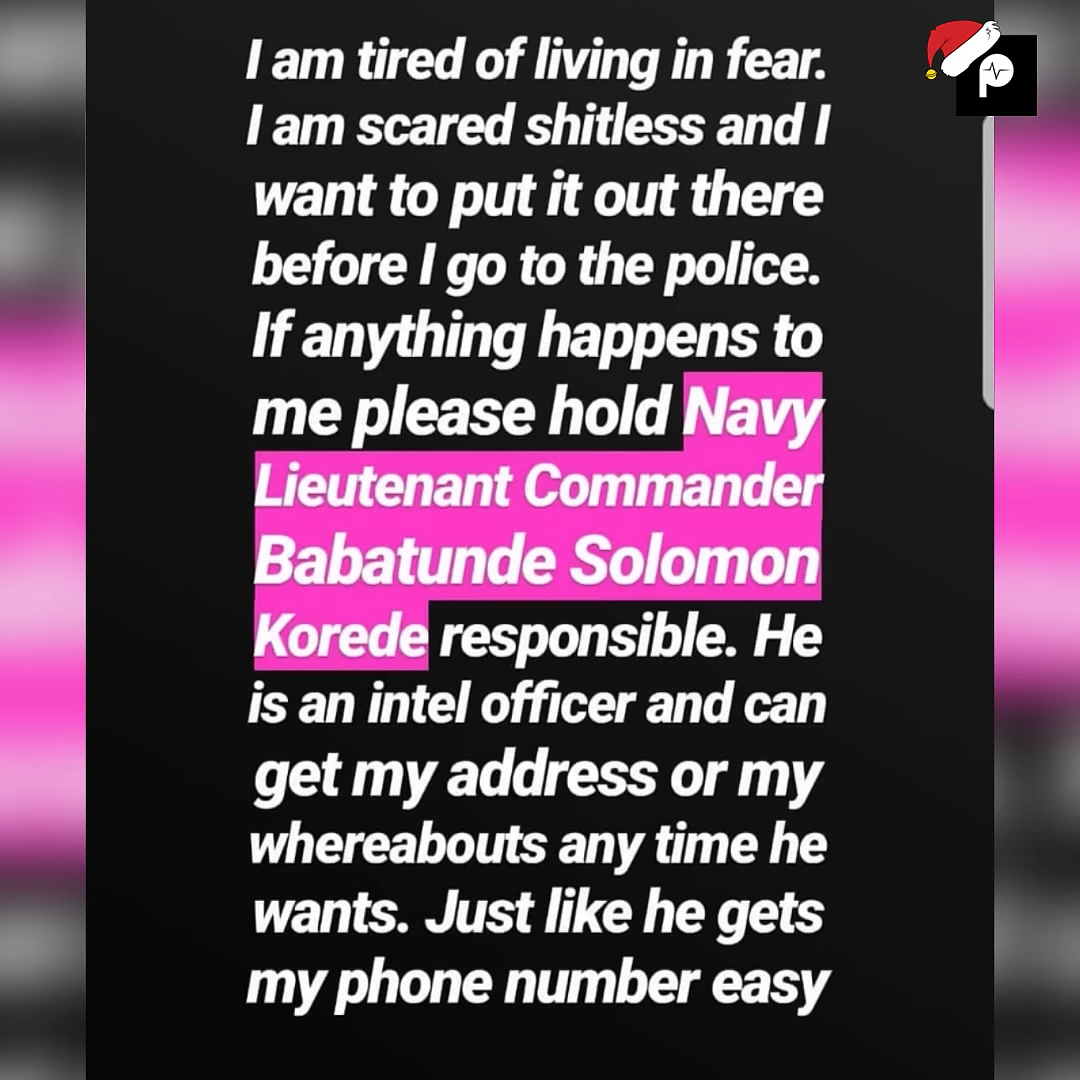 I am tired of living in fear.
I am scared shitless and I
want to put it out there
before I go to the police.
If anything happens to
me please hold Navy
Lieutenant Commander
Babatunde Solomon
Korede responsible. He
is an intel officer and can
get my address or my
whereabouts any time he
wants. Just like he gets
my phone number easy
p